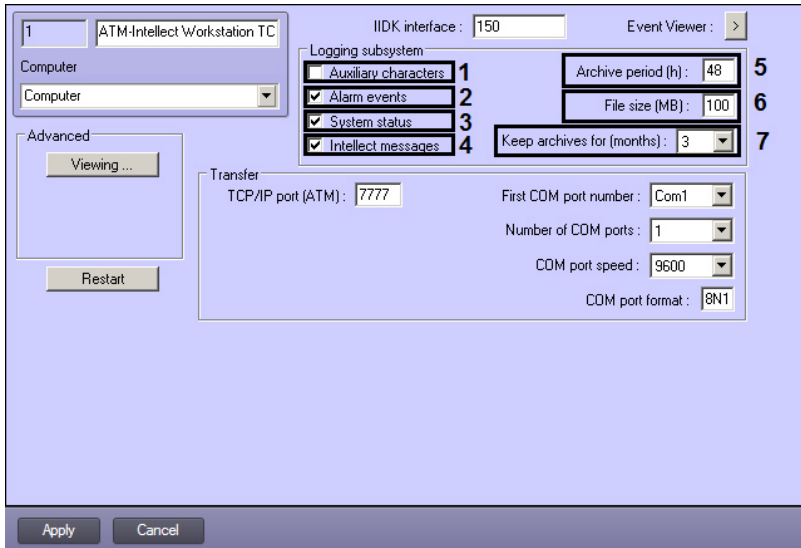 1 ATM-Intellect Workstation TC
IIDK interface : 150
Event Viewer : >
Computer
Computer
Logging subsystem
Auxiliary characters 1
Alarm events 2
System status 3
Intellect messages 4
Archive period (h) : 48 5
File size (MB) : 100 6
Keep archives for (months) : 3 7
Advanced
Viewing ...
Restart
Transfer
TCP/IP port (ATM) : 7777
First COM port number : Com1
Number of COM ports : 1
COM port speed : 9600
COM port format : 8N1
Apply
Cancel